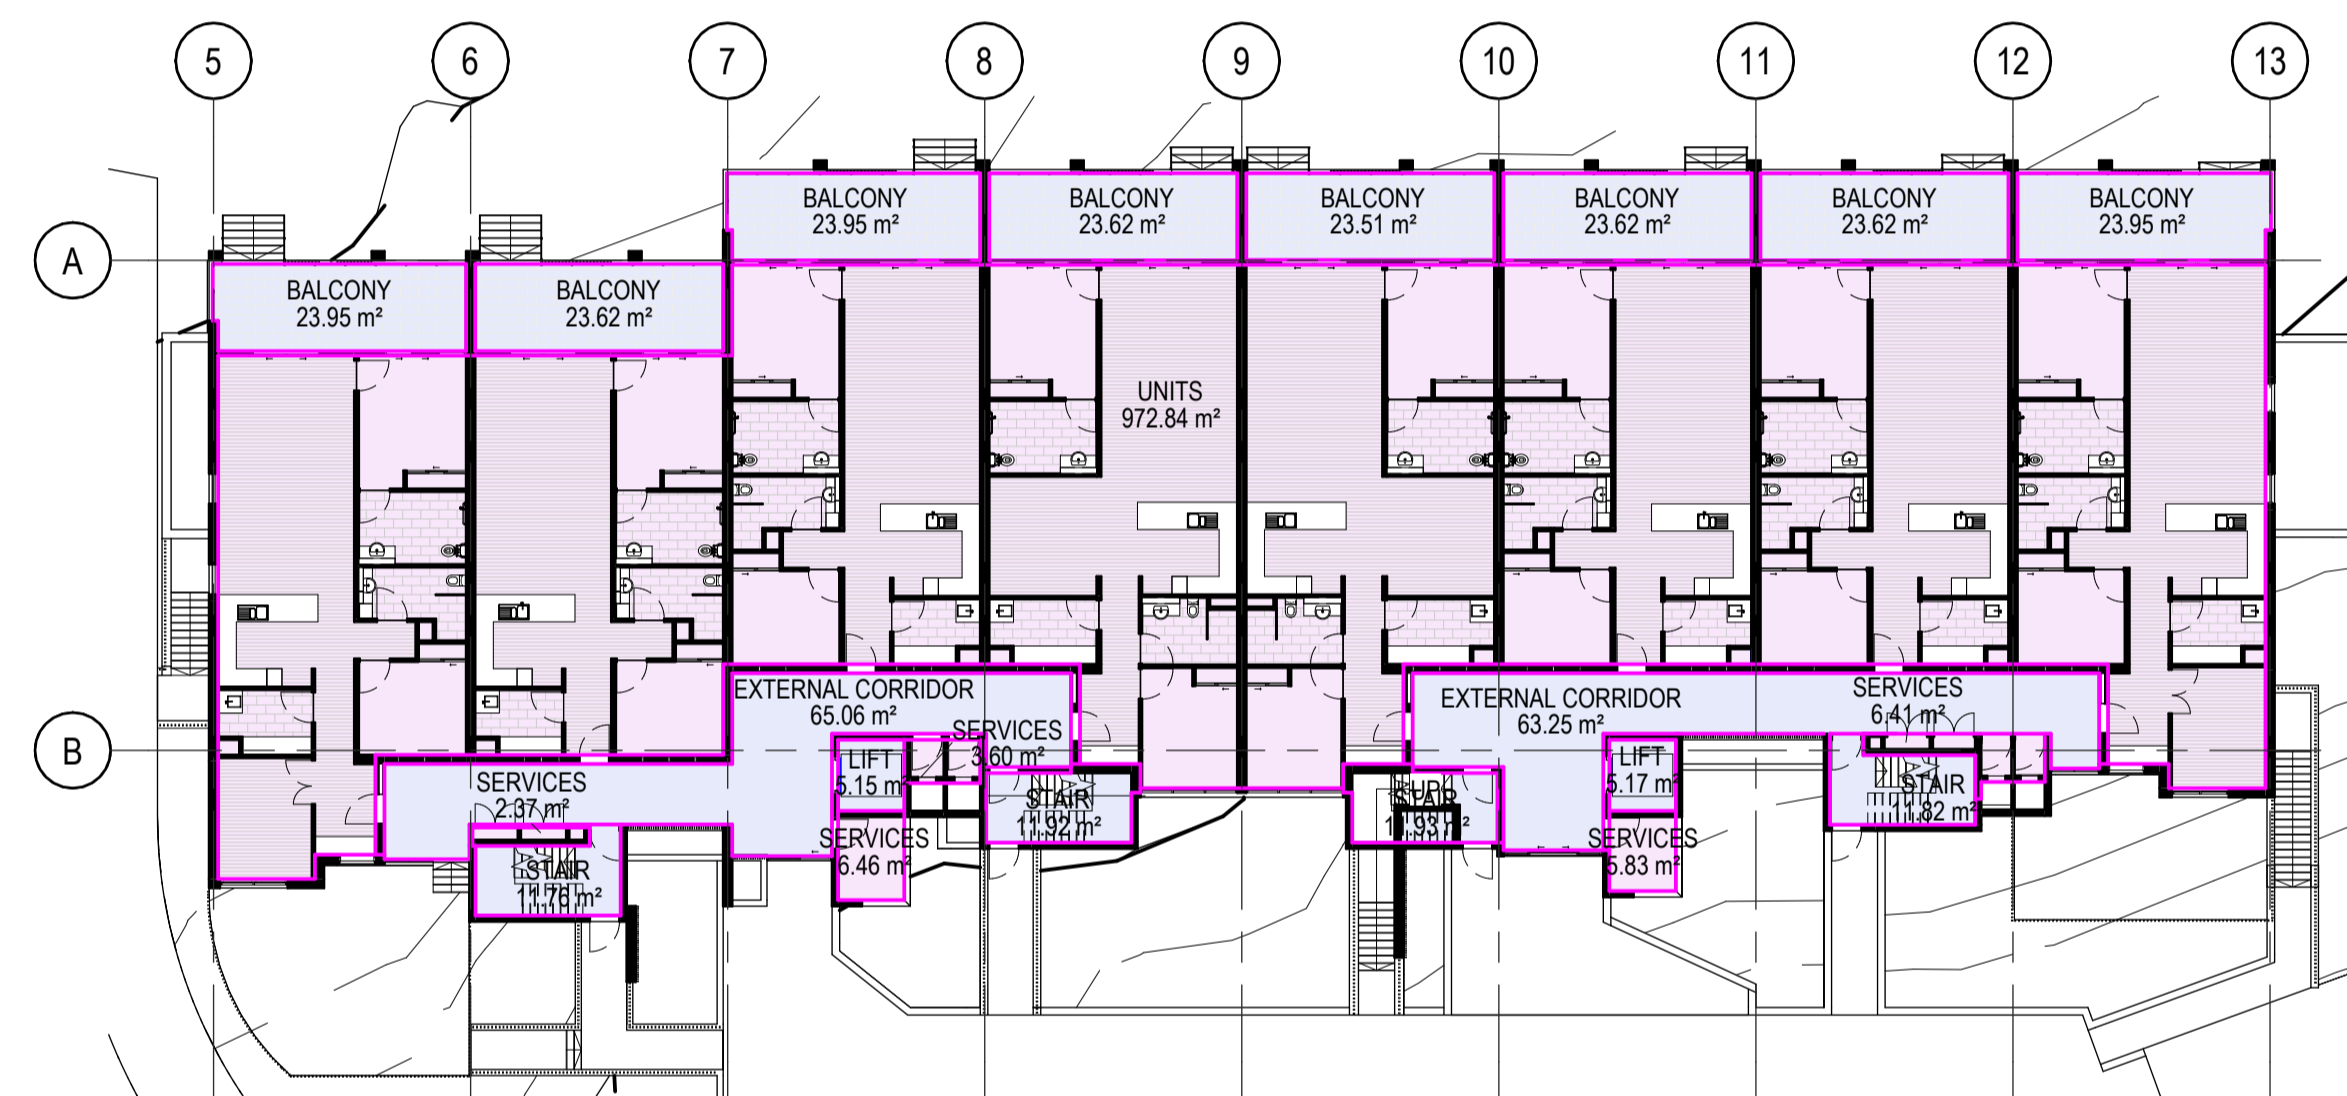 5
6
7
8
9
10
11
12
13
A
B
BALCONY
23.95 m²
BALCONY
23.62 m²
BALCONY
23.95 m²
BALCONY
23.62 m²
BALCONY
23.51 m²
BALCONY
23.62 m²
BALCONY
23.62 m²
BALCONY
23.95 m²
UNITS
972.84 m²
EXTERNAL CORRIDOR
65.06 m²
SERVICES
3.60 m²
EXTERNAL CORRIDOR
63.25 m²
SERVICES
6.41 m²
SERVICES
2.37 m²
LIFT
5.15 m²
STAIR
11.92 m²
UP
STAIR
11.93 m²
LIFT
5.17 m²
STAIR
11.82 m²
SERVICES
6.46 m²
SERVICES
5.83 m²
STAIR
11.76 m²